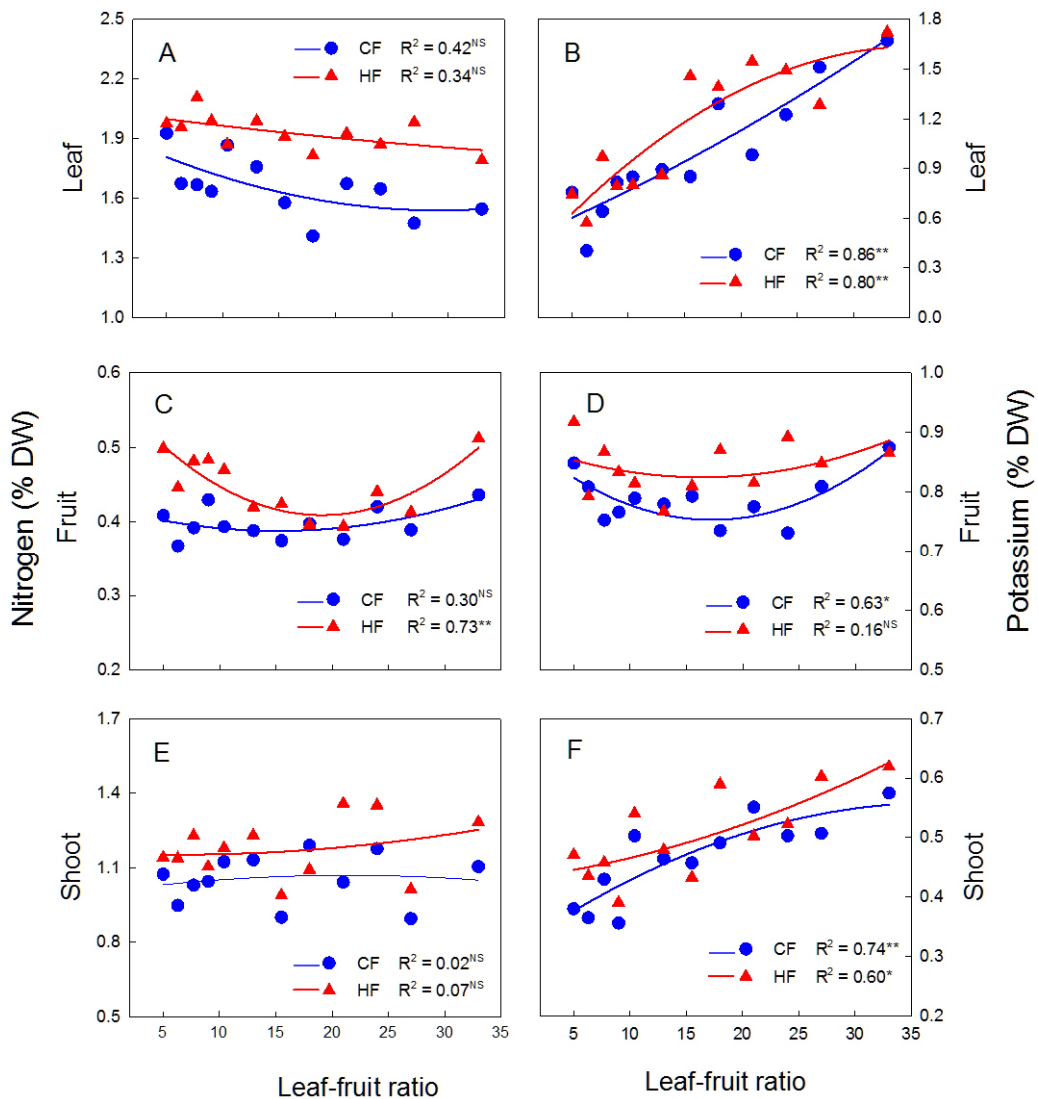 A
CF R² = 0.42ᴺˢ
HF R² = 0.34ᴺˢ
2.5
2.2
1.9
1.6
1.3
1.0
Leaf
B
CF R² = 0.86**
HF R² = 0.80**
1.8
1.5
1.2
0.9
0.6
0.3
0.0
Leaf
C
CF R² = 0.30ᴺˢ
HF R² = 0.73**
0.6
0.5
0.4
0.3
0.2
Fruit
Nitrogen (% DW)
D
CF R² = 0.63*
HF R² = 0.16ᴺˢ
1.0
0.9
0.8
0.7
0.6
0.5
Fruit
Potassium (% DW)
E
CF R² = 0.02ᴺˢ
HF R² = 0.07ᴺˢ
1.7
1.4
1.1
0.8
0.5
Shoot
5 10 15 20 25 30 35
Leaf-fruit ratio
F
CF R² = 0.74**
HF R² = 0.60*
0.7
0.6
0.5
0.4
0.3
0.2
Shoot
5 10 15 20 25 30 35
Leaf-fruit ratio